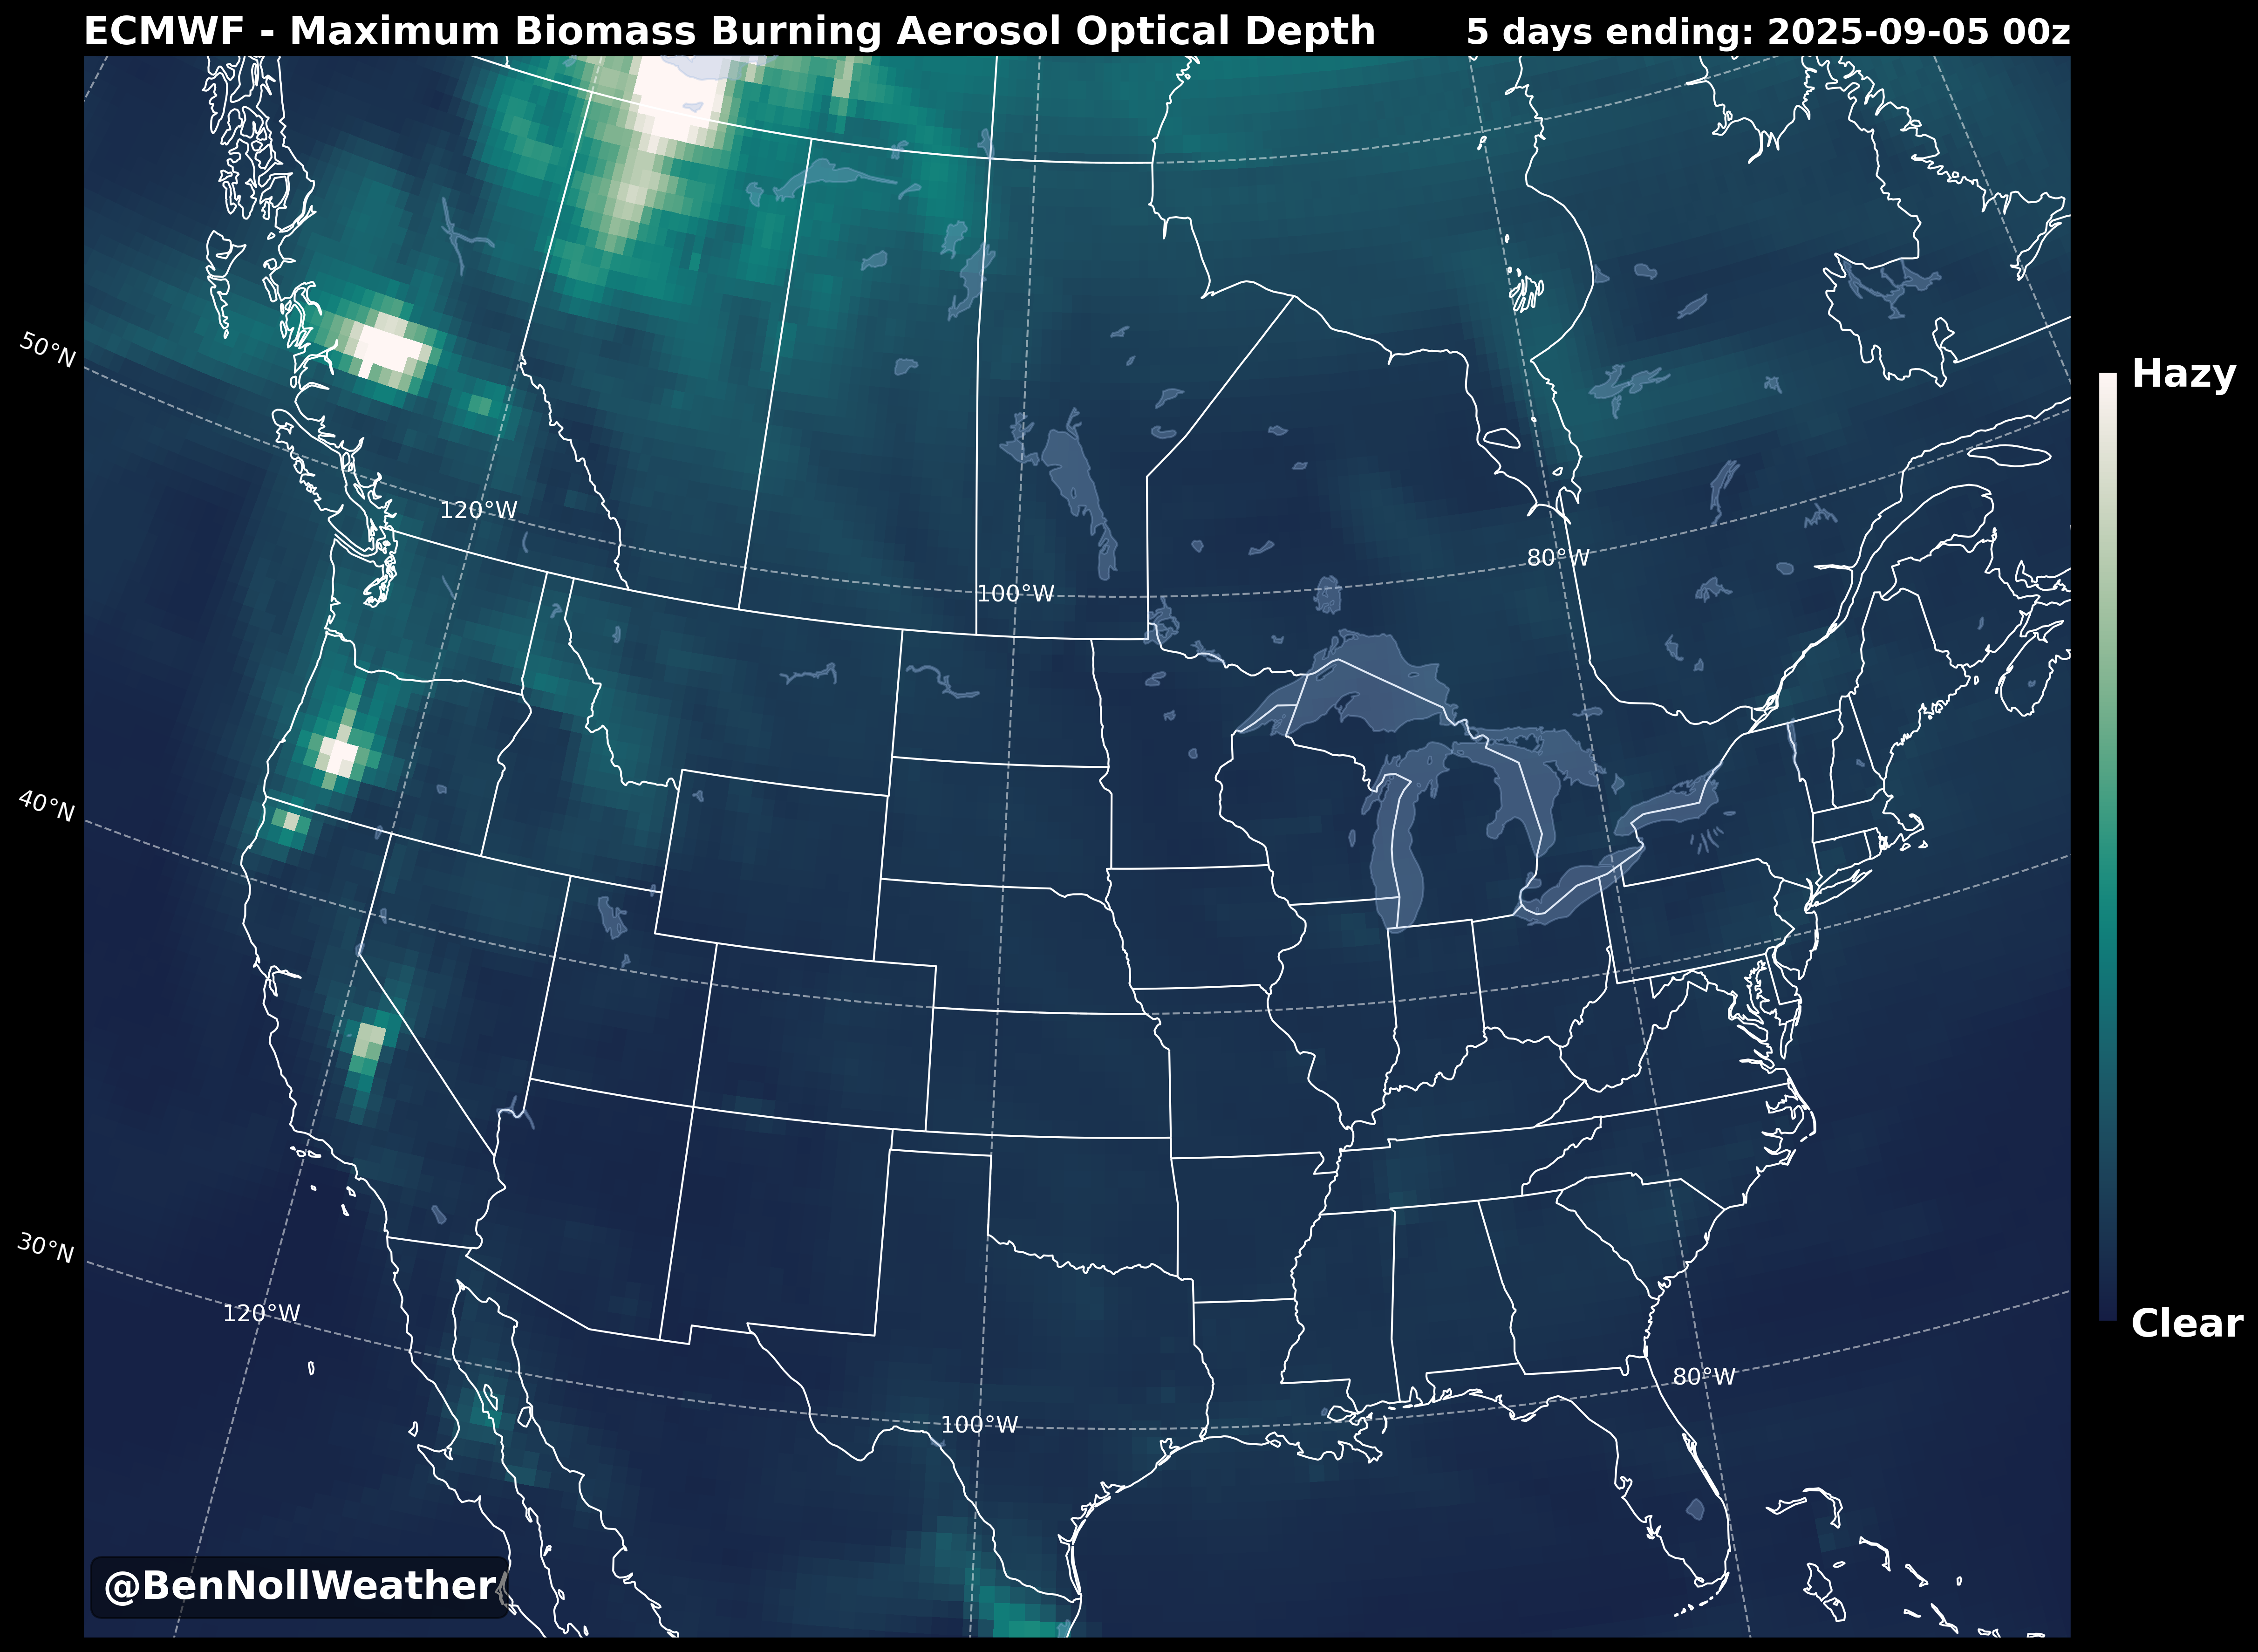 ECMWF - Maximum Biomass Burning Aerosol Optical Depth
5 days ending: 2025-09-05 00z
50°N
Hazy
120°W
80°W
100°W
40°N
30°N
120°W
Clear
80°W
100°W
@BenNollWeather